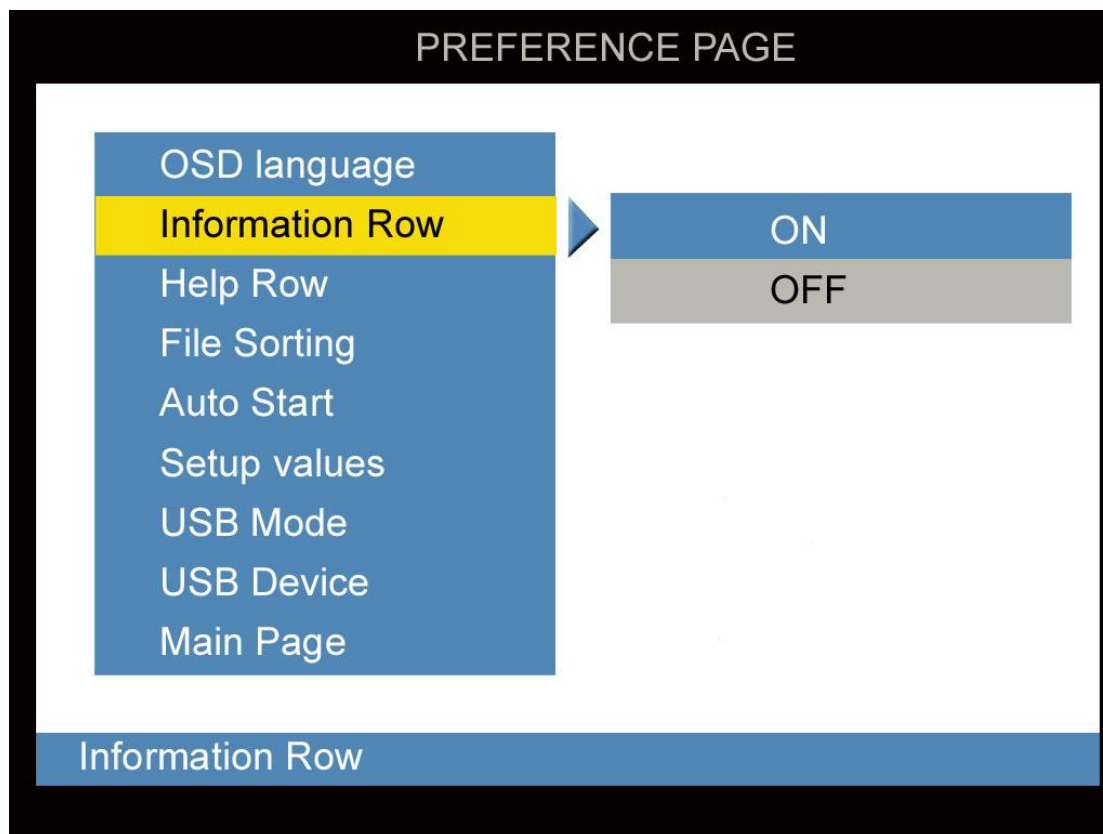 PREFERENCE PAGE
OSD language
Information Row
Help Row
File Sorting
Auto Start
Setup values
USB Mode
USB Device
Main Page
ON
OFF
Information Row